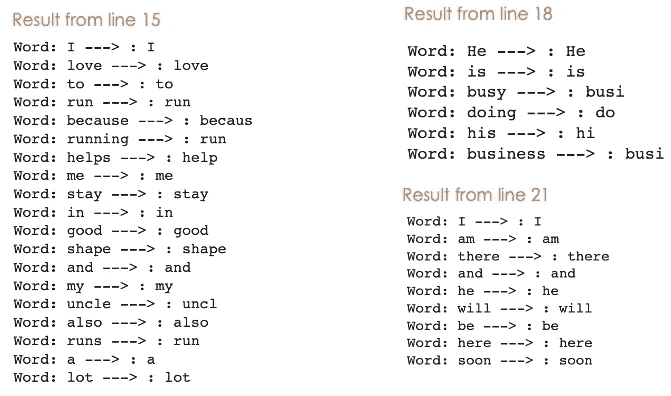 Result from line 15
Word: I ---> : I
Word: love ---> : love
Word: to ---> : to
Word: run ---> : run
Word: because ---> : becaus
Word: running ---> : run
Word: helps ---> : help
Word: me ---> : me
Word: stay ---> : stay
Word: in ---> : in
Word: good ---> : good
Word: shape ---> : shape
Word: and ---> : and
Word: my ---> : my
Word: uncle ---> : uncl
Word: also ---> : also
Word: runs ---> : run
Word: a ---> : a
Word: lot ---> : lot
Result from line 18
Word: He ---> : He
Word: is ---> : is
Word: busy ---> : busi
Word: doing ---> : do
Word: his ---> : hi
Word: business ---> : busi
Result from line 21
Word: I ---> : I
Word: am ---> : am
Word: there ---> : there
Word: and ---> : and
Word: he ---> : he
Word: will ---> : will
Word: be ---> : be
Word: here ---> : here
Word: soon ---> : soon